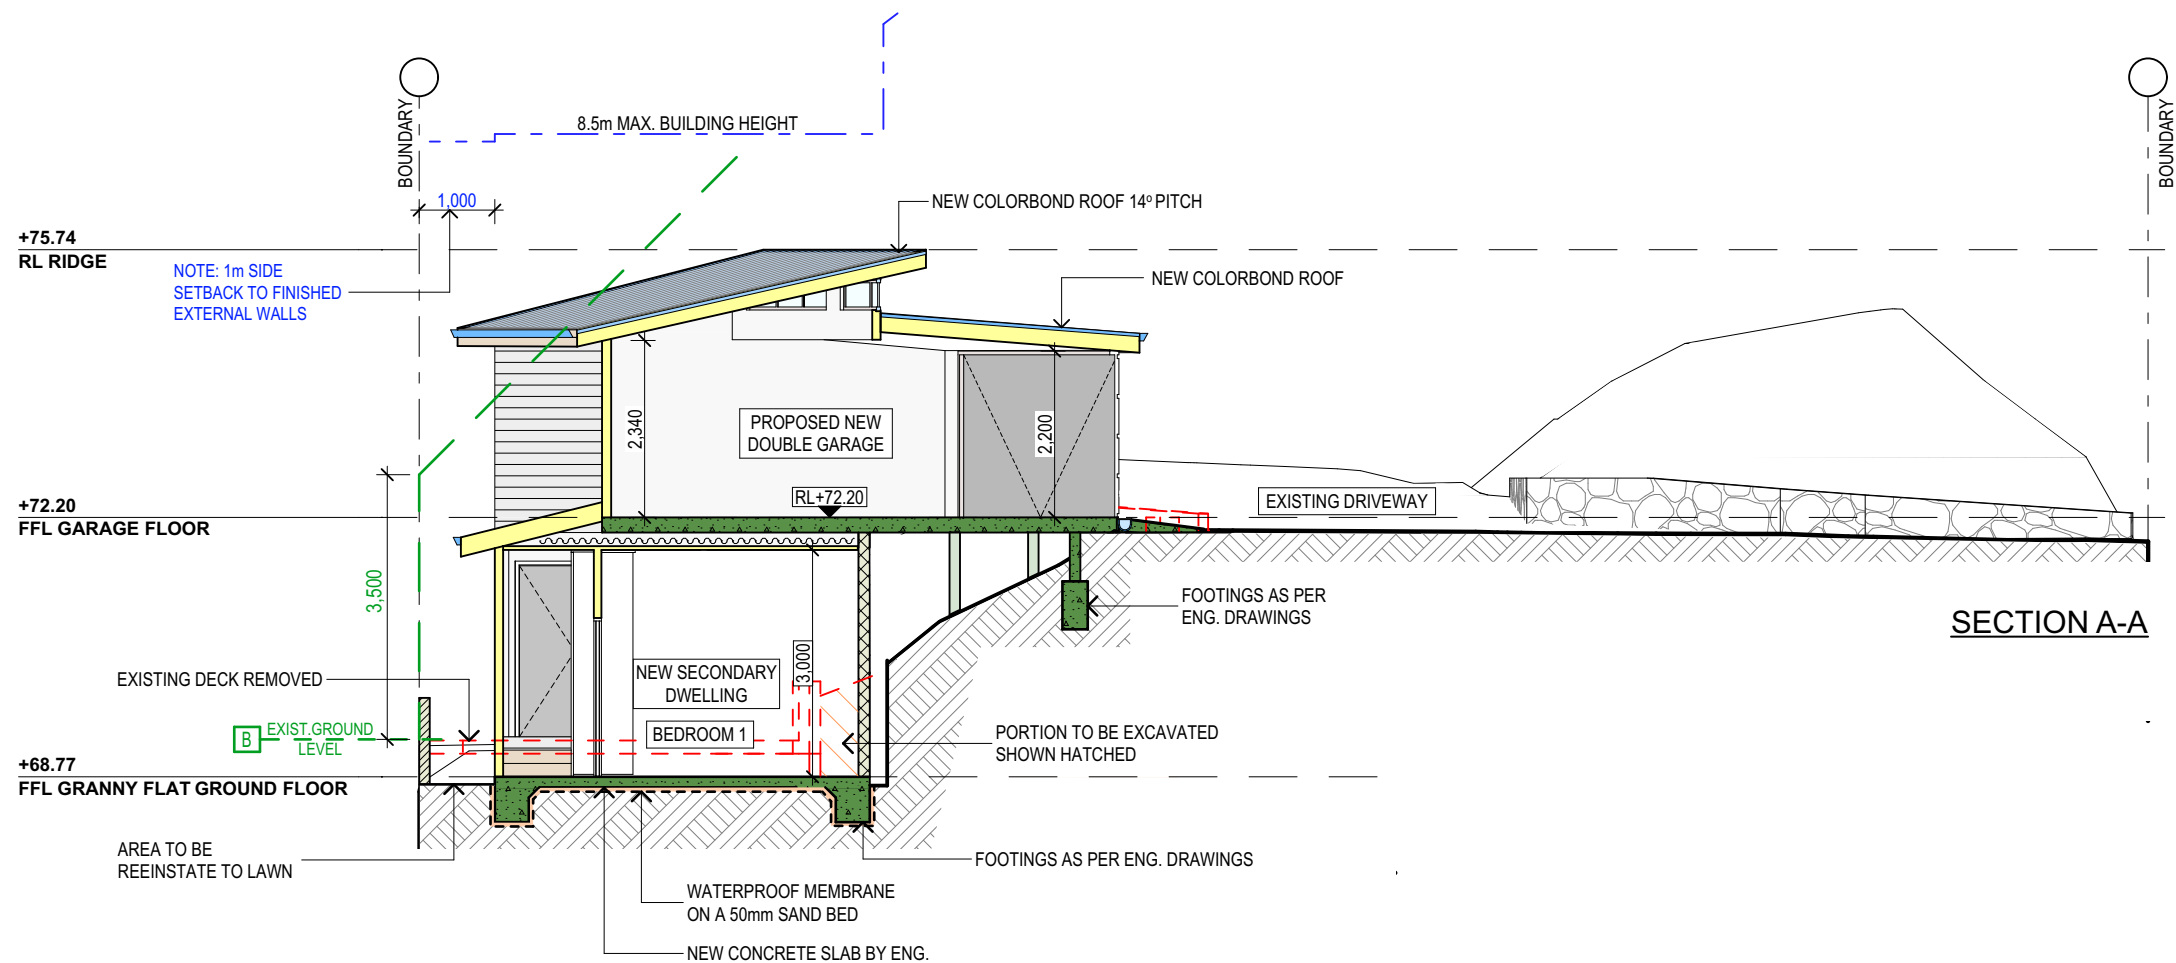 8.5m MAX. BUILDING HEIGHT
BOUNDARY
BOUNDARY
1,000
NEW COLORBOND ROOF 14º PITCH
+75.74
RL RIDGE
NOTE: 1m SIDE
SETBACK TO FINISHED
EXTERNAL WALLS
NEW COLORBOND ROOF
2,340
PROPOSED NEW
DOUBLE GARAGE
2,200
RL+72.20
EXISTING DRIVEWAY
+72.20
FFL GARAGE FLOOR
3,500
FOOTINGS AS PER
ENG. DRAWINGS
SECTION A-A
EXISTING DECK REMOVED
NEW SECONDARY
DWELLING
3,000
B
EXIST.GROUND
LEVEL
BEDROOM 1
PORTION TO BE EXCAVATED
SHOWN HATCHED
+68.77
FFL GRANNY FLAT GROUND FLOOR
AREA TO BE
REEINSTATE TO LAWN
FOOTINGS AS PER ENG. DRAWINGS
WATERPROOF MEMBRANE
ON A 50mm SAND BED
NEW CONCRETE SLAB BY ENG.